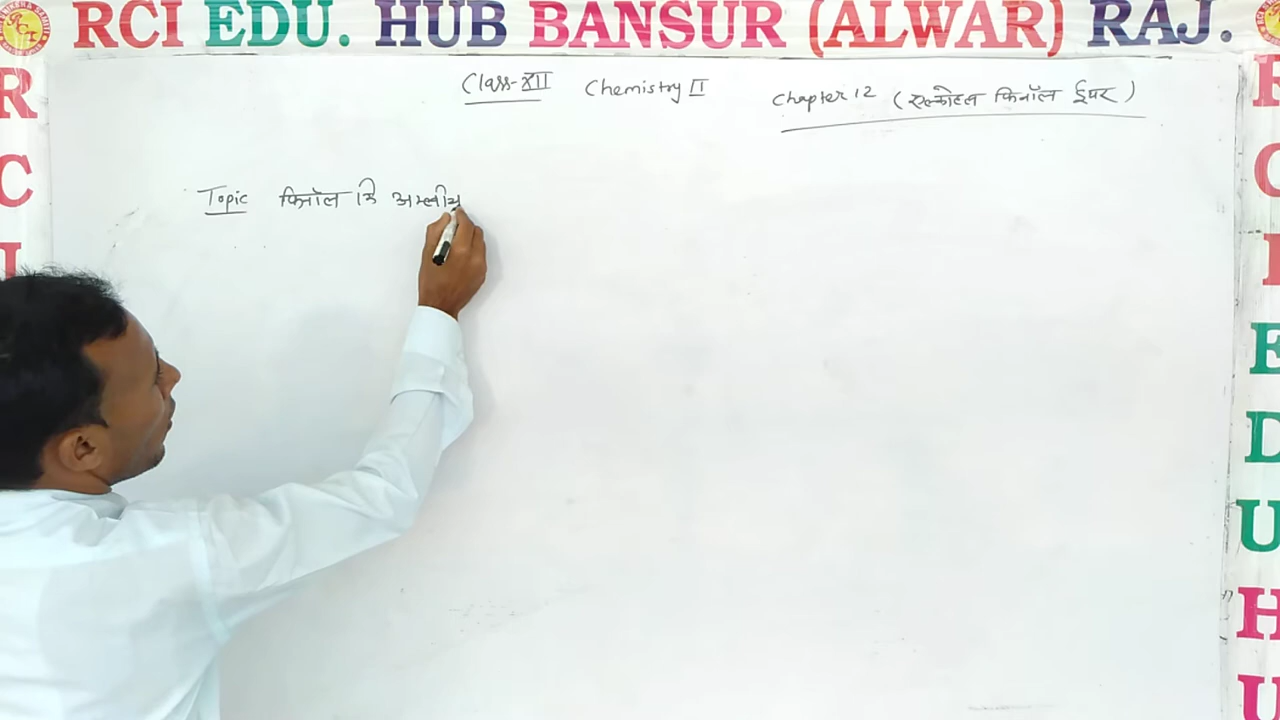 RCI EDU. HUB BANSUR (ALWAR) RAJ.
Class-XII Chemistry II Chapter 12 (एल्कोहल फिनॉल ईथर)
Topic फिनॉल कि अम्लीय
R
C
I
R
C
I
E
D
U
H
U